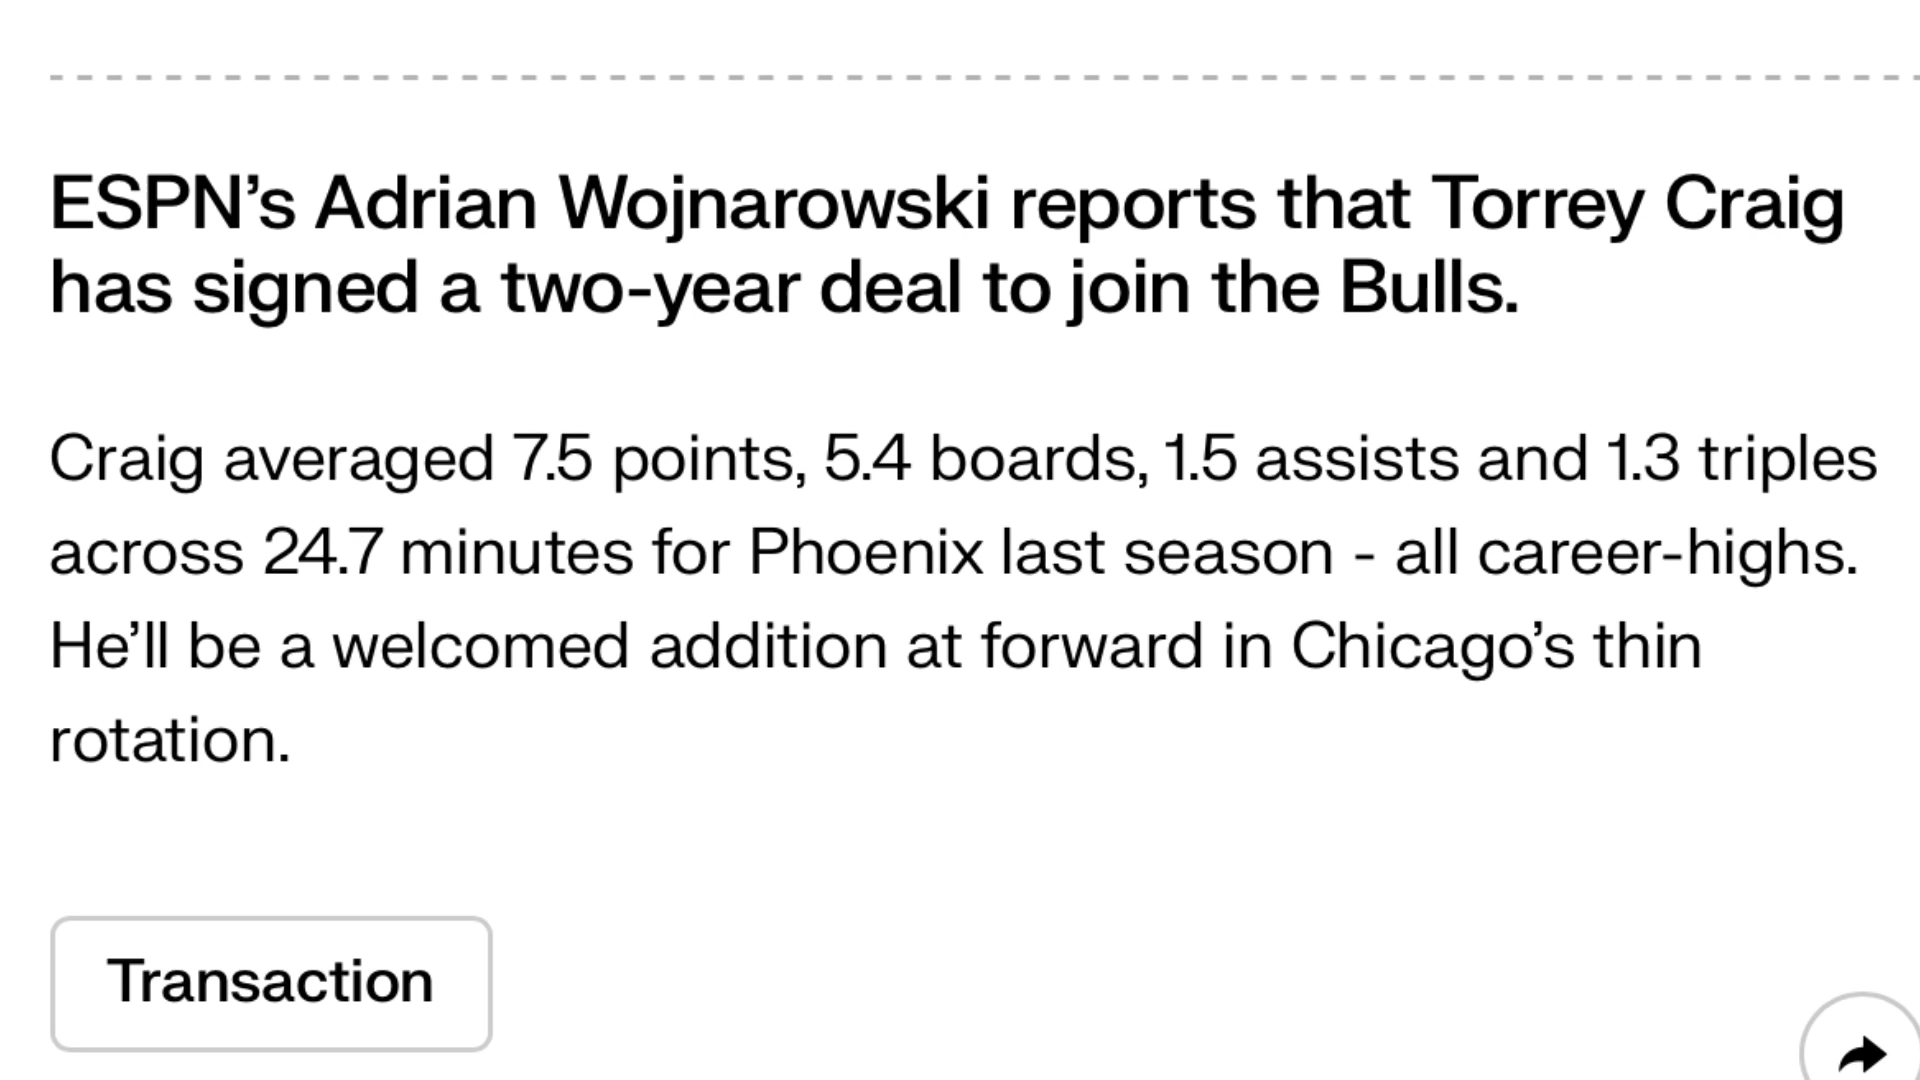 ESPN’s Adrian Wojnarowski reports that Torrey Craig
has signed a two-year deal to join the Bulls.
Craig averaged 7.5 points, 5.4 boards, 1.5 assists and 1.3 triples
across 24.7 minutes for Phoenix last season - all career-highs.
He’ll be a welcomed addition at forward in Chicago’s thin
rotation.
Transaction